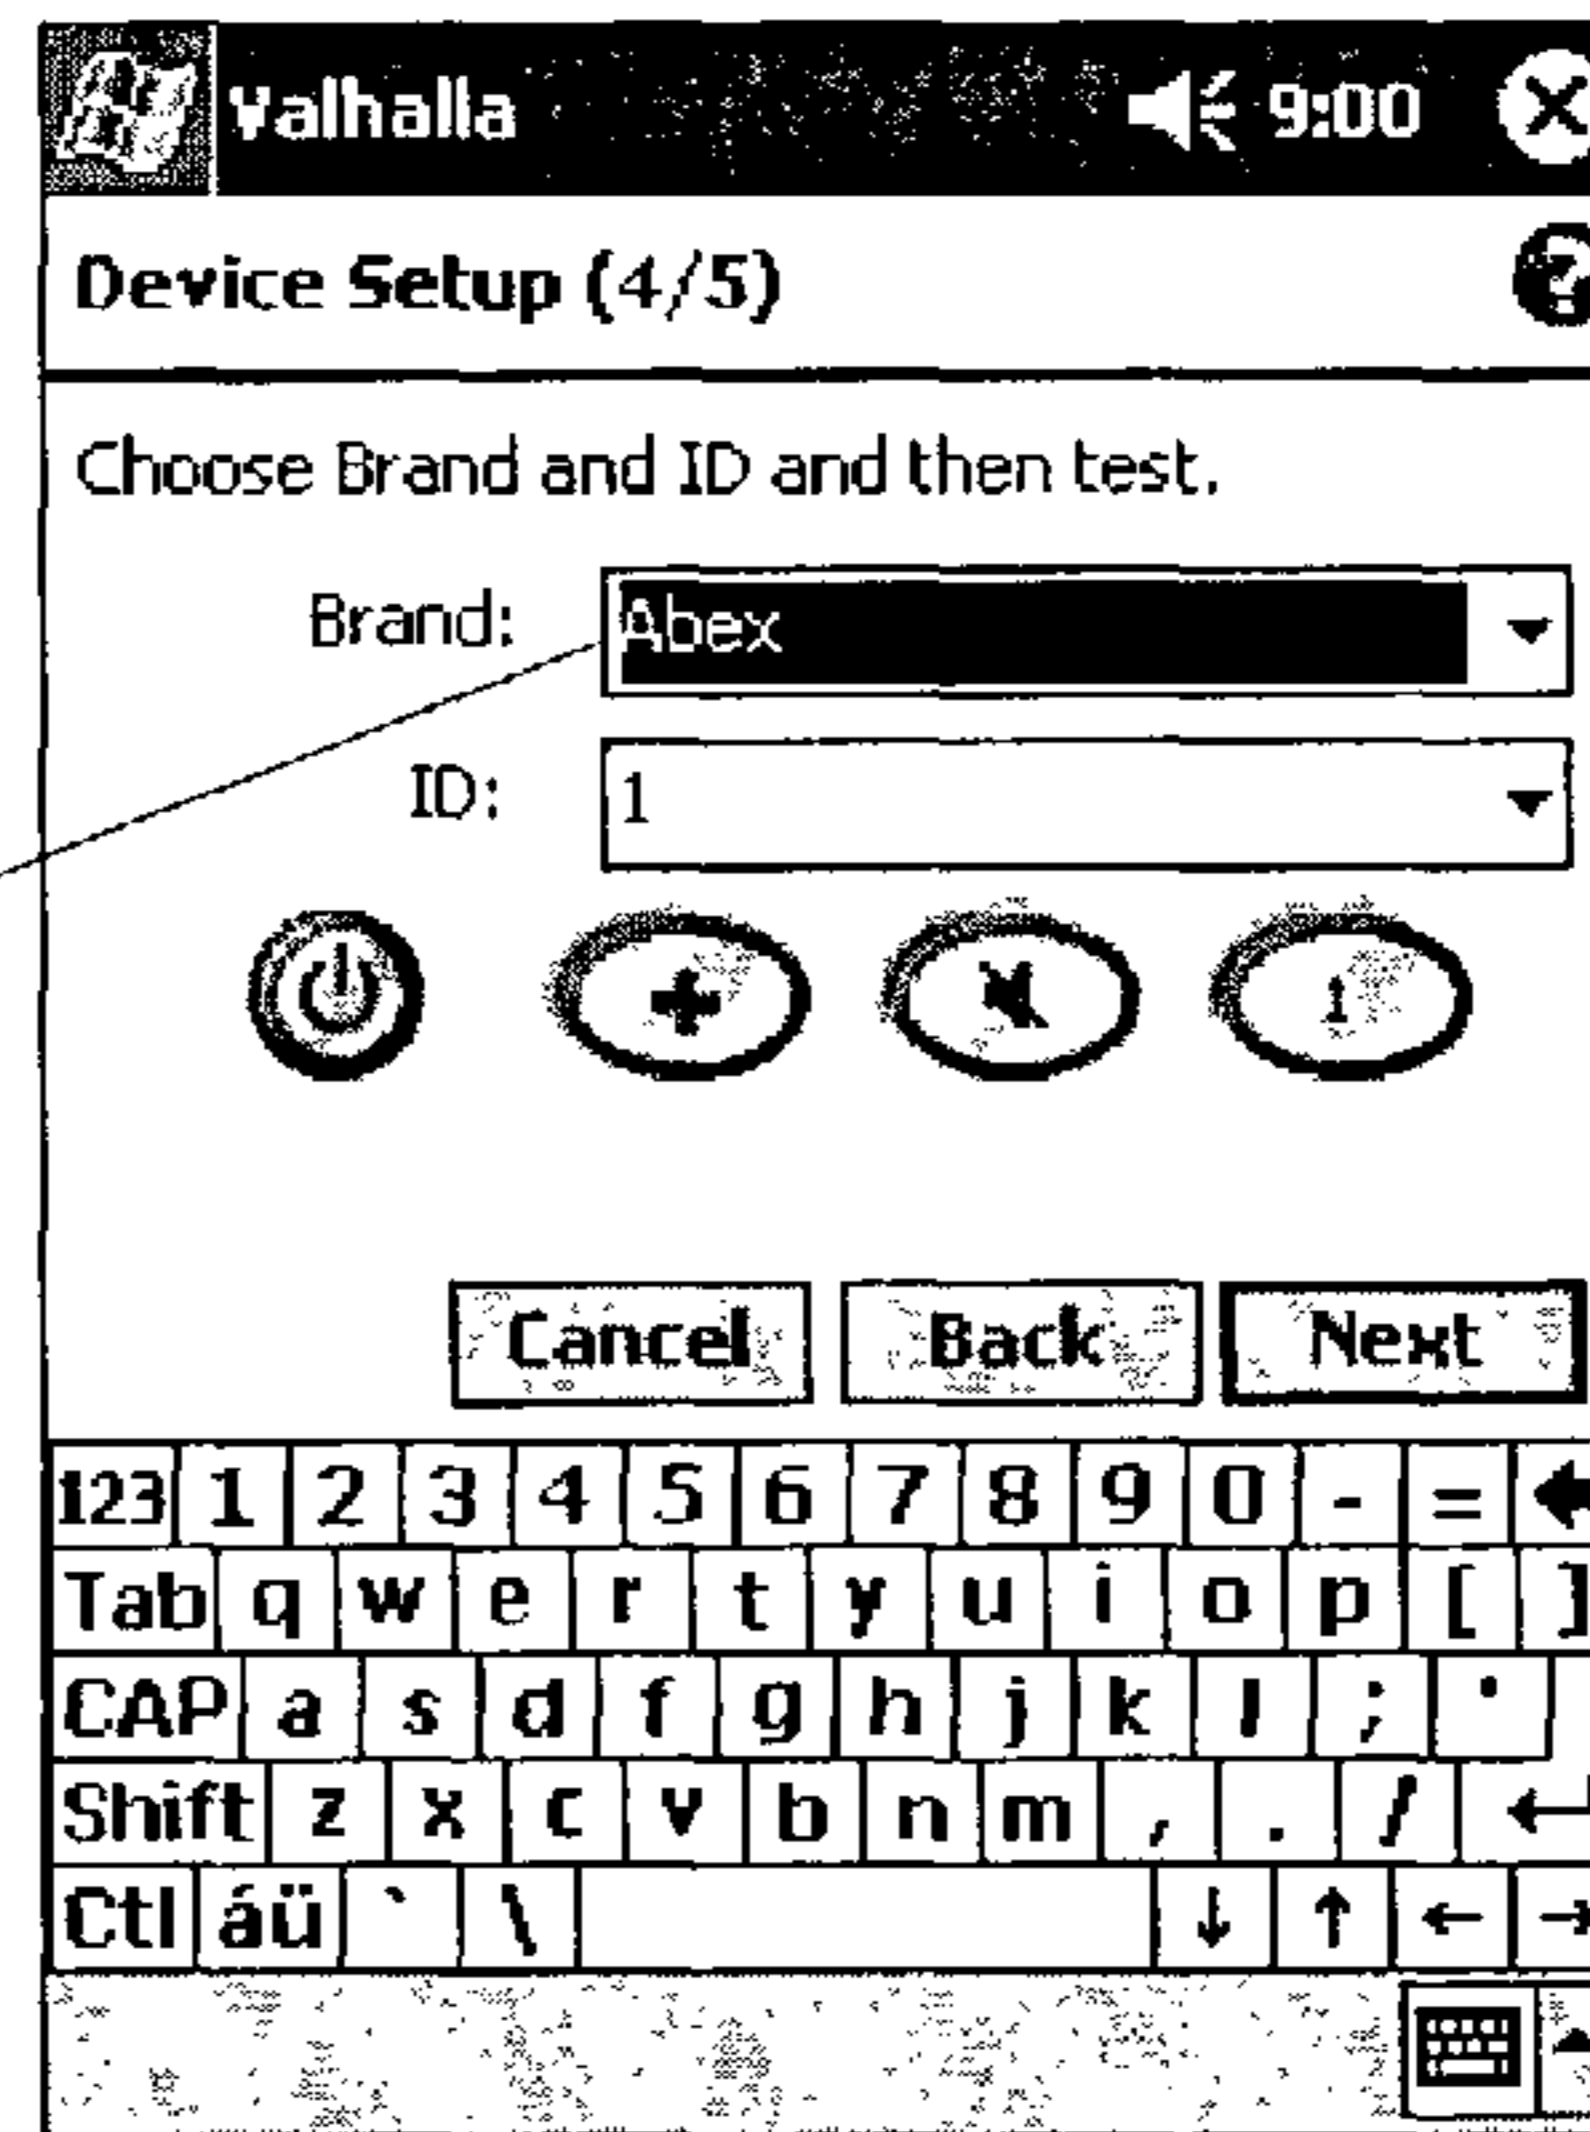 Valhalla 9:00
Device Setup (4/5) ?
Choose Brand and ID and then test.
Brand: Abex
ID: 1
1
Cancel Back Next
123 1 2 3 4 5 6 7 8 9 0 - = ←
Tab q w e r t y u i o p [ ]
CAP a s d f g h j k l ; '
Shift z x c v b n m , . / ↵
Ctl áü ` \ ↓ ↑ ← →